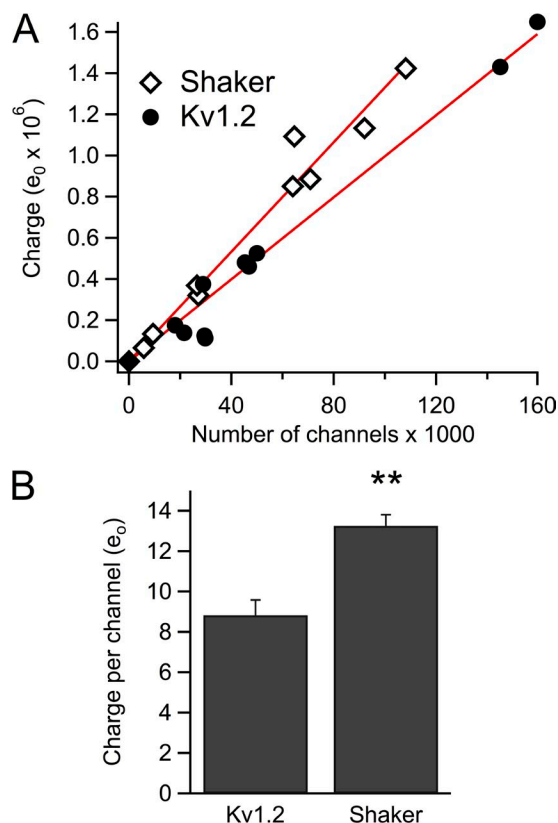 A
1.6
1.4
1.2
1.0
0.8
0.6
0.4
0.2
0.0
Charge (e₀ x 10⁶)
Shaker
Kv1.2
0 40 80 120 160
Number of channels x 1000
B
**
14
12
10
8
6
4
2
0
Charge per channel (eₒ)
Kv1.2 Shaker